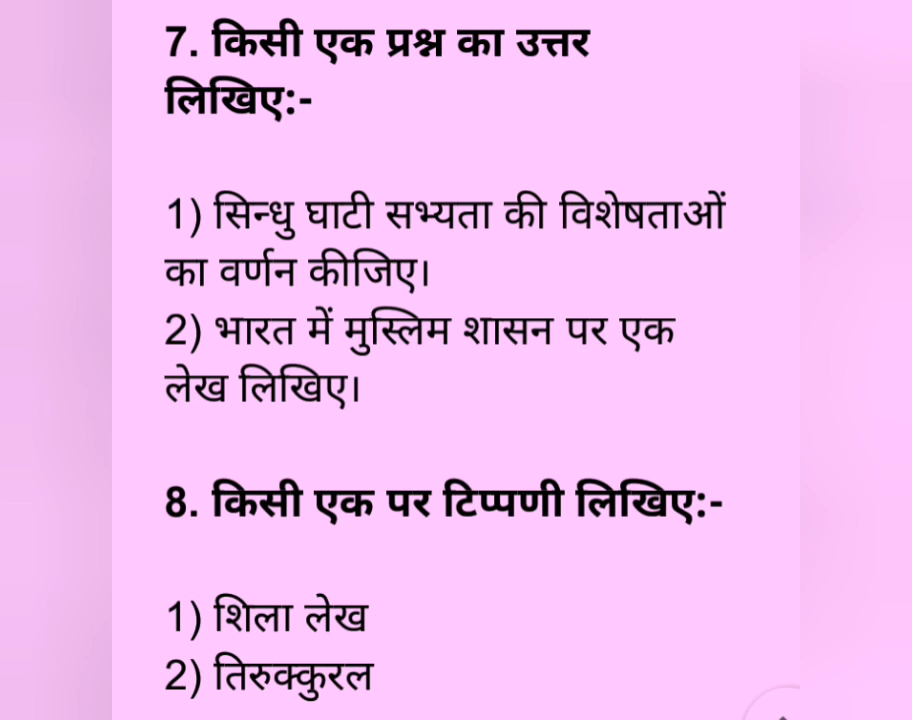 7. किसी एक प्रश्न का उत्तर
लिखिए:-
1) सिन्धु घाटी सभ्यता की विशेषताओं
का वर्णन कीजिए।
2) भारत में मुस्लिम शासन पर एक
लेख लिखिए।
8. किसी एक पर टिप्पणी लिखिए:-
1) शिला लेख
2) तिरुक्कुरल